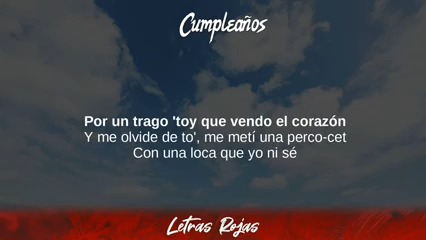 Cumpleaños
Por un trago 'toy que vendo el corazón
Y me olvide de to', me metí una perco-cet
Con una loca que yo ni sé
Letras Rojas